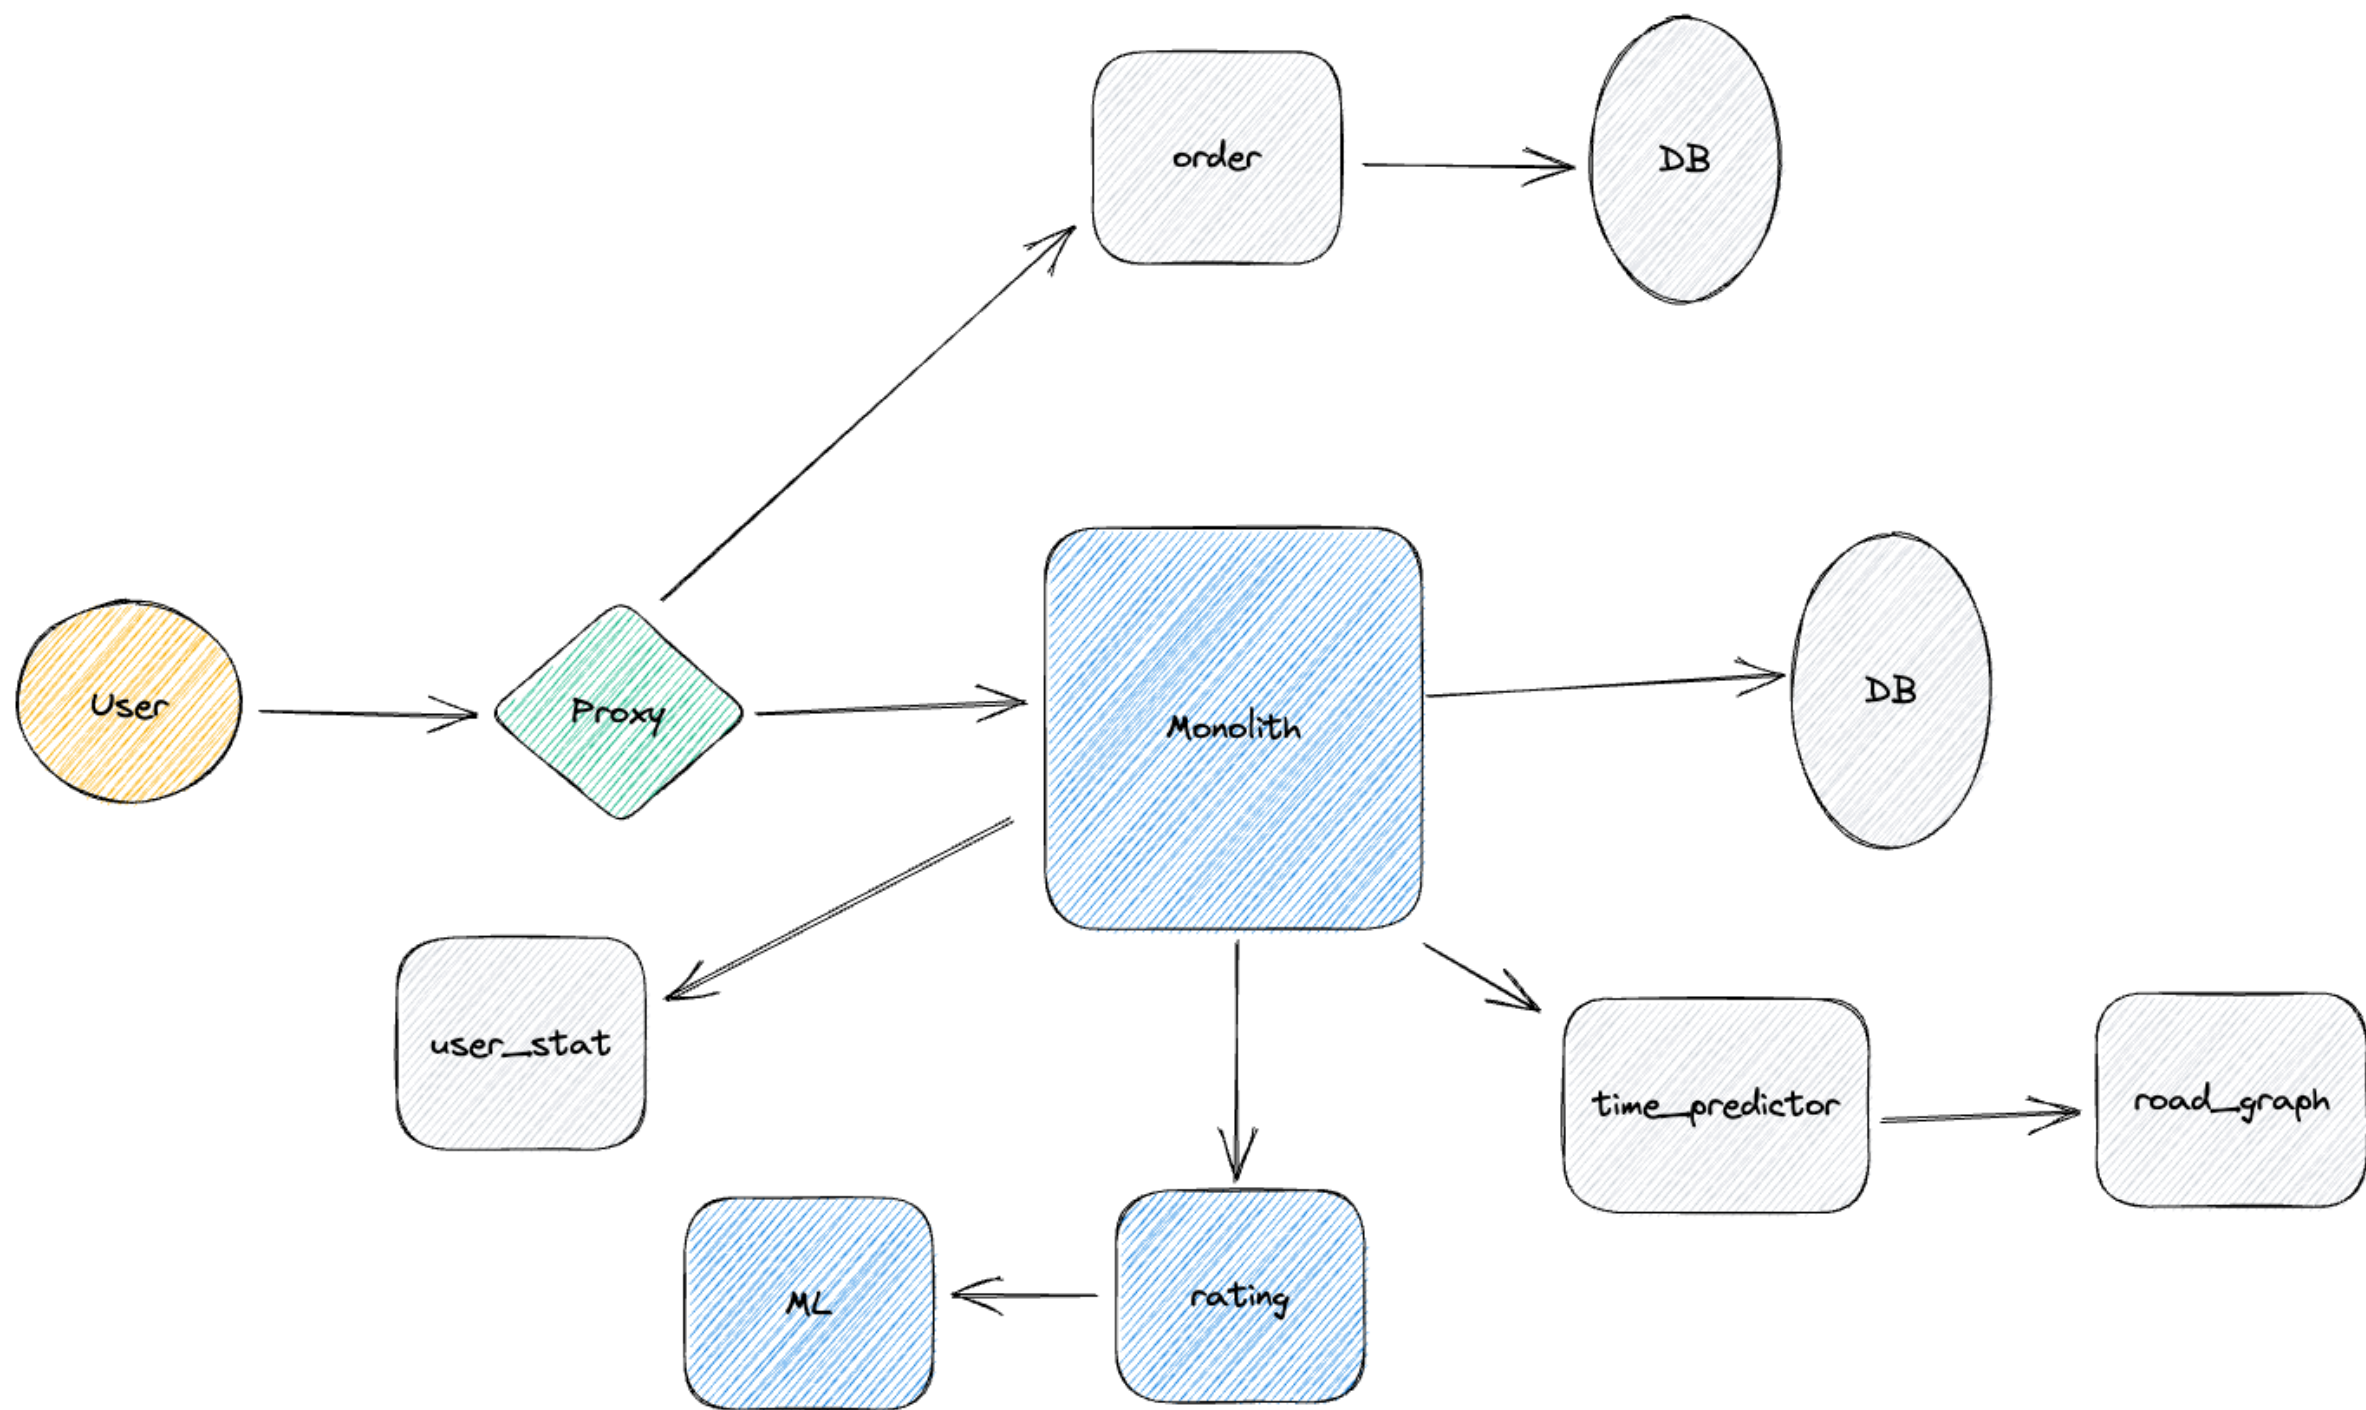 order
DB
User
Proxy
Monolith
DB
user_stat
time_predictor
road_graph
ML
rating